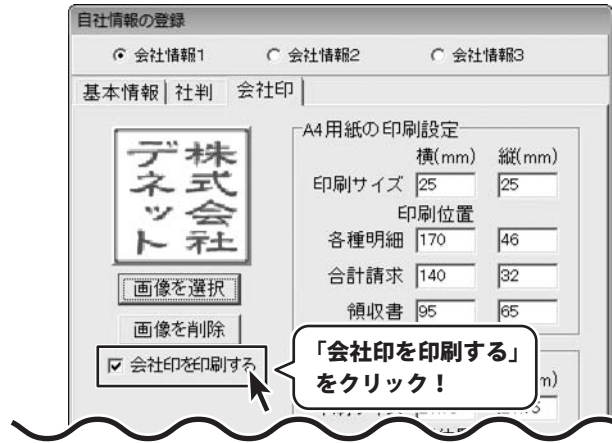 自社情報の登録
会社情報1 会社情報2 会社情報3
基本情報 社判 会社印
株式会社
デネット
画像を選択
画像を削除
会社印を印刷する
A4用紙の印刷設定
横(mm) 縦(mm)
印刷サイズ 25 25
印刷位置
各種明細 170 46
合計請求 140 32
領収書 95 65
「会社印を印刷する」
をクリック!